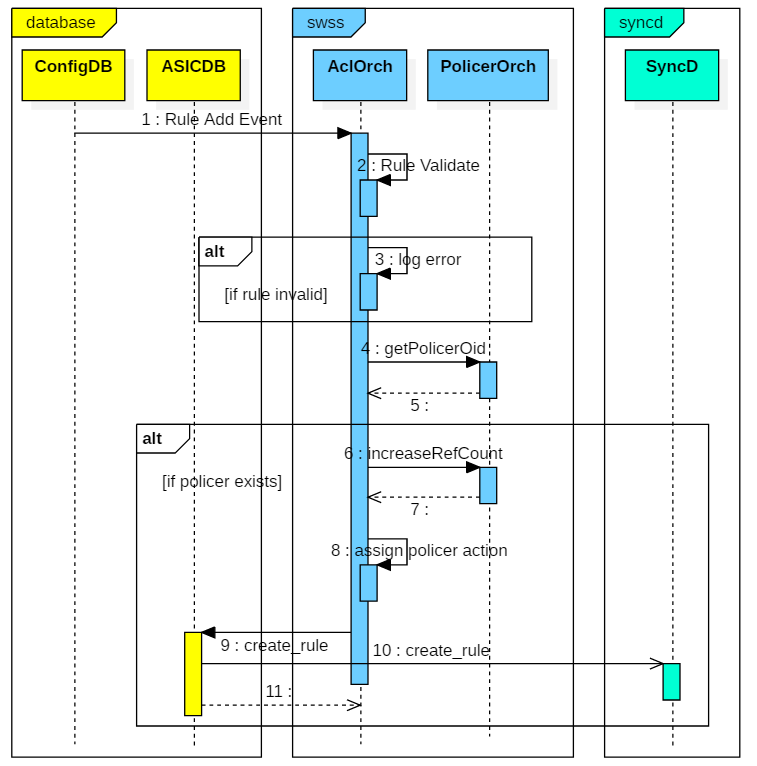 database
swss
syncd
ConfigDB
ASICDB
AclOrch
PolicerOrch
SyncD
1 : Rule Add Event
2 : Rule Validate
alt
3 : log error
[if rule invalid]
4 : getPolicerOid
5 :
alt
6 : increaseRefCount
[if policer exists]
7 :
8 : assign policer action
9 : create_rule
10 : create_rule
11 :